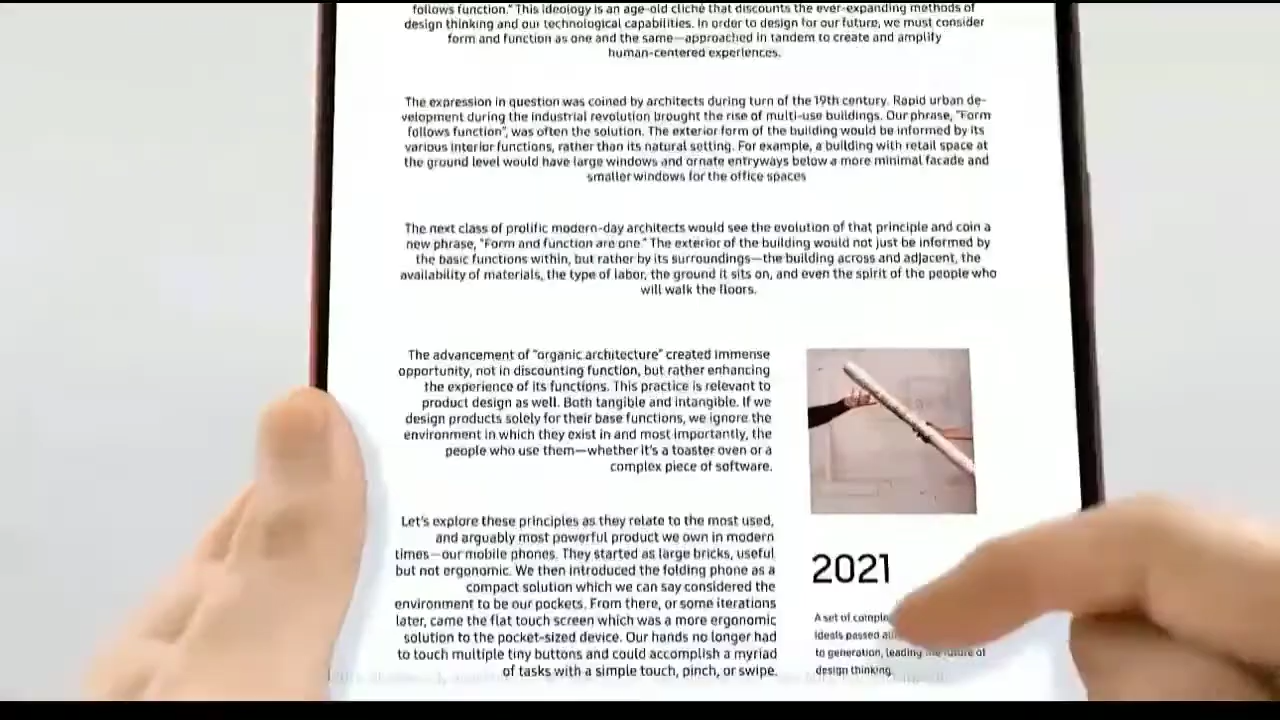 follows function." This ideology is an age-old cliché that discounts the ever-expanding methods of
design thinking and our technological capabilities. In order to design for our future, we must consider
form and function as one and the same—approached in tandem to create and amplify
human-centered experiences.
The expression in question was coined by architects during turn of the 19th century. Rapid urban de-
velopment during the industrial revolution brought the rise of multi-use buildings. Our phrase, "Form
follows function", was often the solution. The exterior form of the building would be informed by its
various interior functions, rather than its natural setting. For example, a building with retail space at
the ground level would have large windows and ornate entryways below a more minimal facade and
smaller windows for the office spaces
The next class of prolific modern-day architects would see the evolution of that principle and coin a
new phrase, "Form and function are one." The exterior of the building would not just be informed by
the basic functions within, but rather by its surroundings—the building across and adjacent, the
availability of materials, the type of labor, the ground it sits on, and even the spirit of the people who
will walk the floors.
The advancement of "organic architecture" created immense
opportunity, not in discounting function, but rather enhancing
the experience of its functions. This practice is relevant to
product design as well. Both tangible and intangible. If we
design products solely for their base functions, we ignore the
environment in which they exist in and most importantly, the
people who use them—whether it's a toaster oven or a
complex piece of software.
Let's explore these principles as they relate to the most used,
and arguably most powerful product we own in modern
times—our mobile phones. They started as large bricks, useful
but not ergonomic. We then introduced the folding phone as a
compact solution which we can say considered the
environment to be our pockets. From there, or some iterations
later, came the flat touch screen which was a more ergonomic
solution to the pocket-sized device. Our hands no longer had
to touch multiple tiny buttons and could accomplish a myriad
of tasks with a simple touch, pinch, or swipe.
2021
A set of
ideals passed
to generation, leading the future of
design thinking.